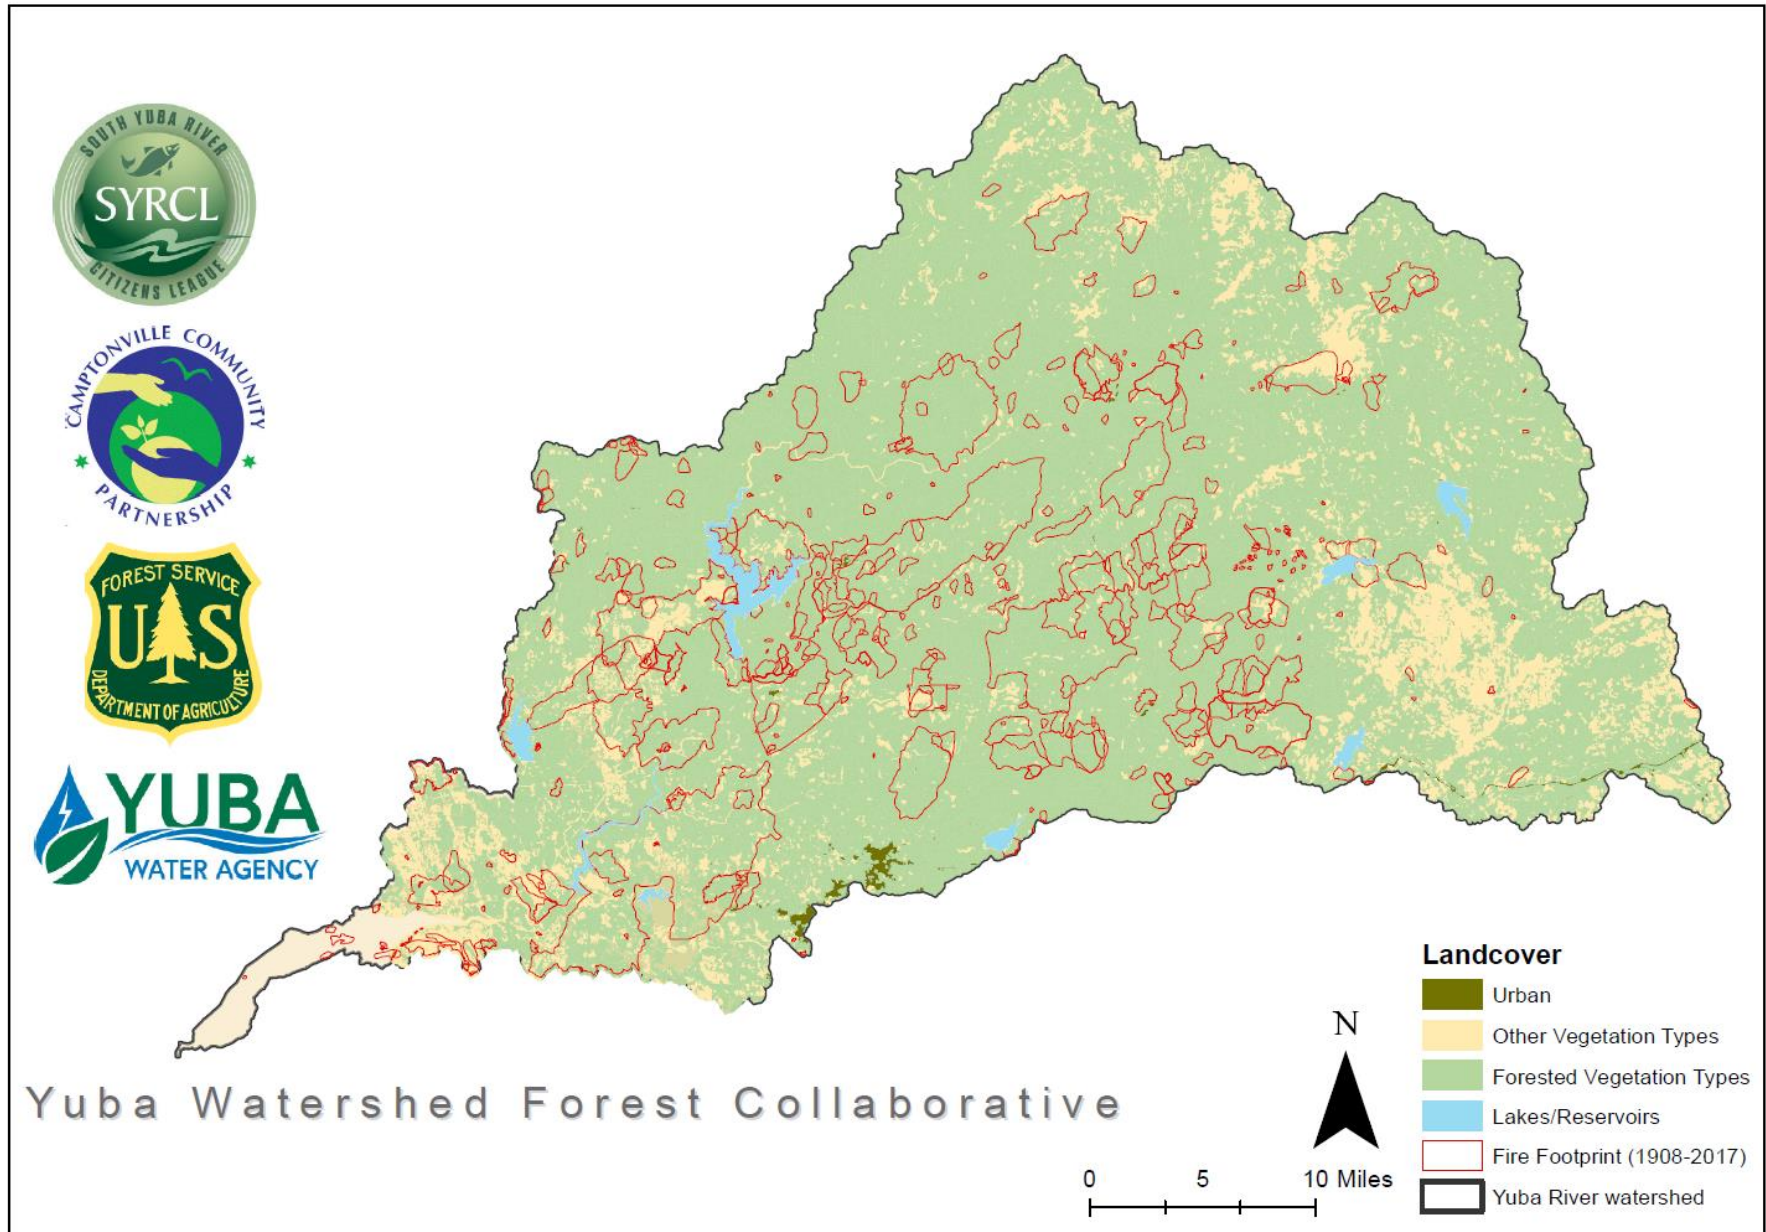 SOUTH YUBA RIVER
SYRCL
CITIZENS LEAGUE
CAMPTONVILLE COMMUNITY
PARTNERSHIP
FOREST SERVICE
U S
DEPARTMENT OF AGRICULTURE
YUBA
WATER AGENCY
Yuba Watershed Forest Collaborative
N
0 5 10 Miles
Landcover
Urban
Other Vegetation Types
Forested Vegetation Types
Lakes/Reservoirs
Fire Footprint (1908-2017)
Yuba River watershed